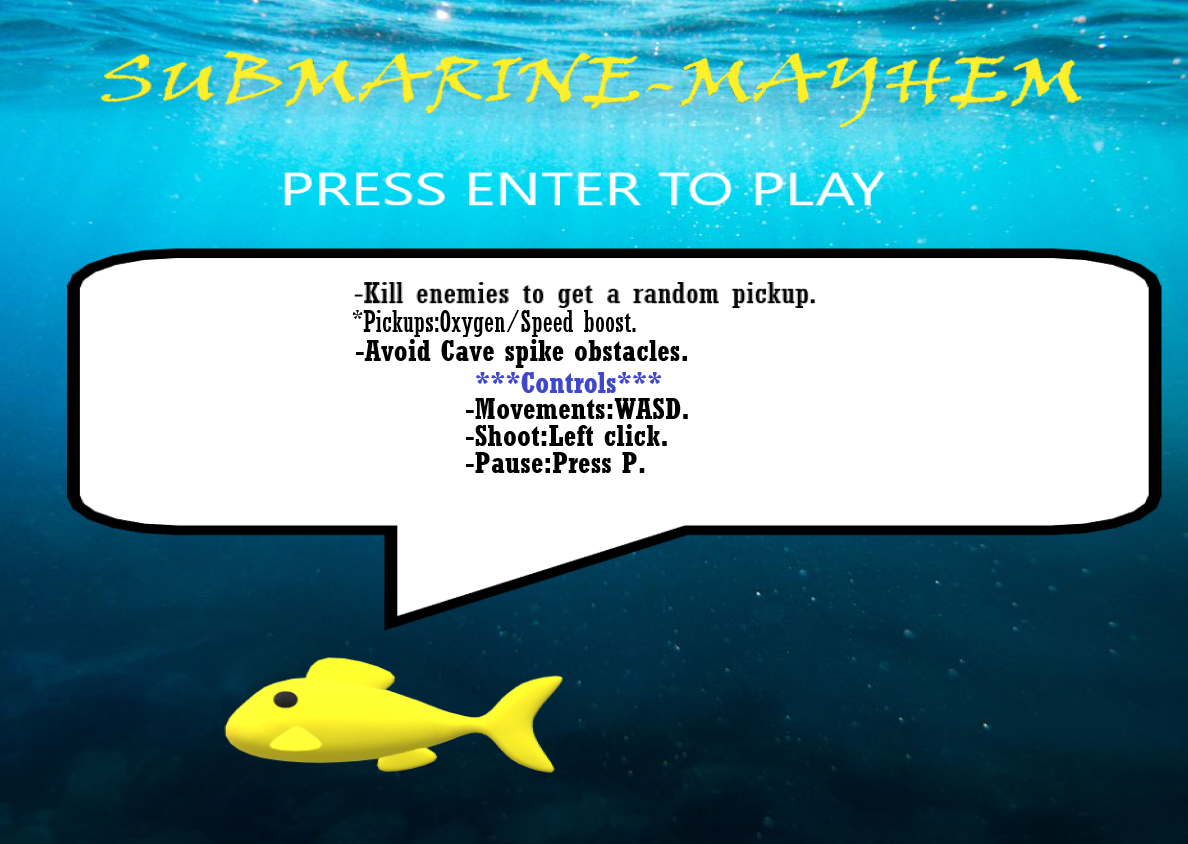 SUBMARINE-MAYHEM
PRESS ENTER TO PLAY
-Kill enemies to get a random pickup.
*Pickups:Oxygen/Speed boost.
-Avoid Cave spike obstacles.
***Controls***
-Movements:WASD.
-Shoot:Left click.
-Pause:Press P.